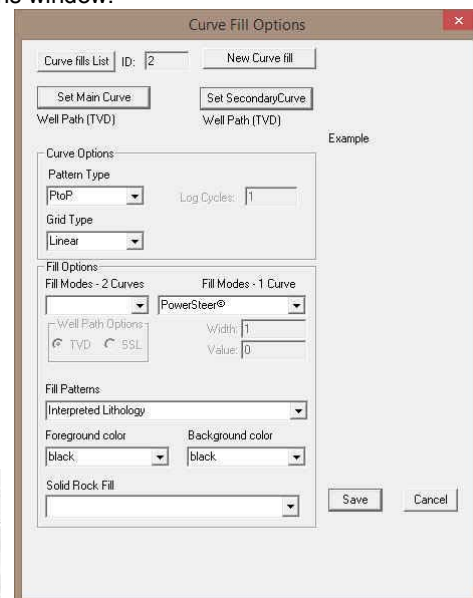 is window.
Curve Fill Options
Curve fills List ID: 2 New Curve fill
Set Main Curve Set SecondaryCurve
Well Path (TVD) Well Path (TVD)
Example
Curve Options
Pattern Type
PtoP Log Cycles: 1
Grid Type
Linear
Fill Options
Fill Modes - 2 Curves Fill Modes - 1 Curve
PowerSteer©
Well Path Options Width: 1
TVD SSL Value: 0
Fill Patterns
Interpreted Lithology
Foreground color Background color
black black
Solid Rock Fill
Save Cancel